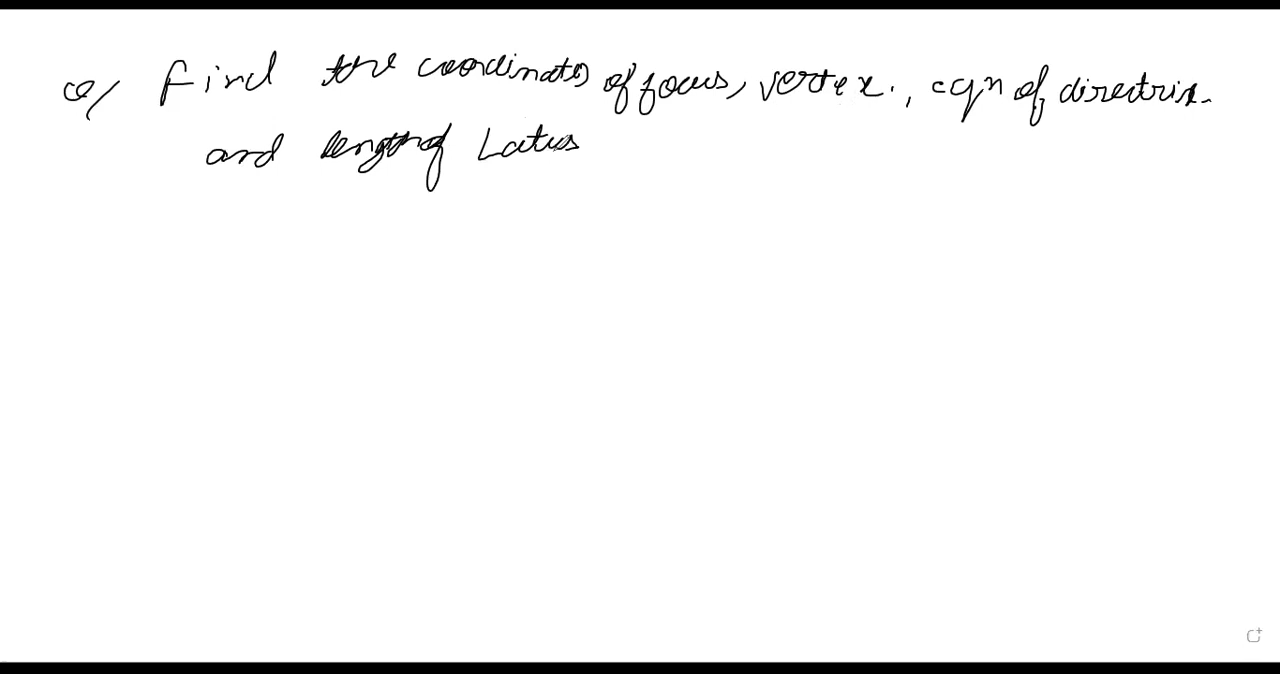 Q/ Find the coordinates of focus, vertex., eqn of directrix.
and length of Latus